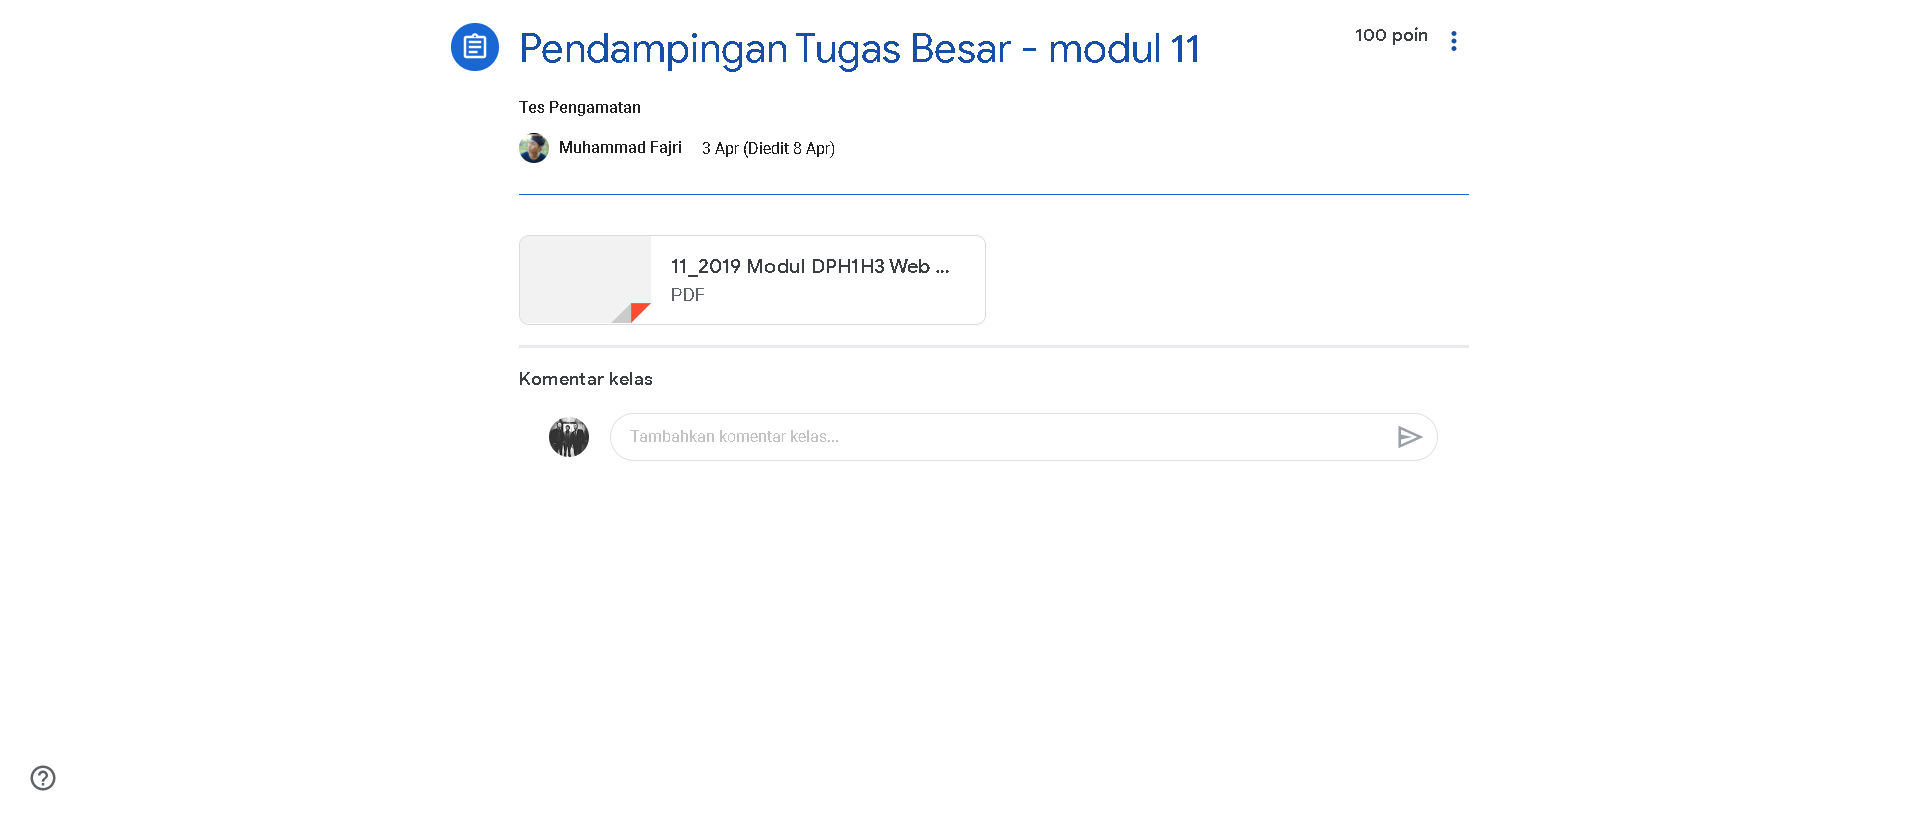 Pendampingan Tugas Besar - modul 11
100 poin
Tes Pengamatan
Muhammad Fajri 3 Apr (Diedit 8 Apr)
11_2019 Modul DPH1H3 Web ...
PDF
Komentar kelas
Tambahkan komentar kelas...